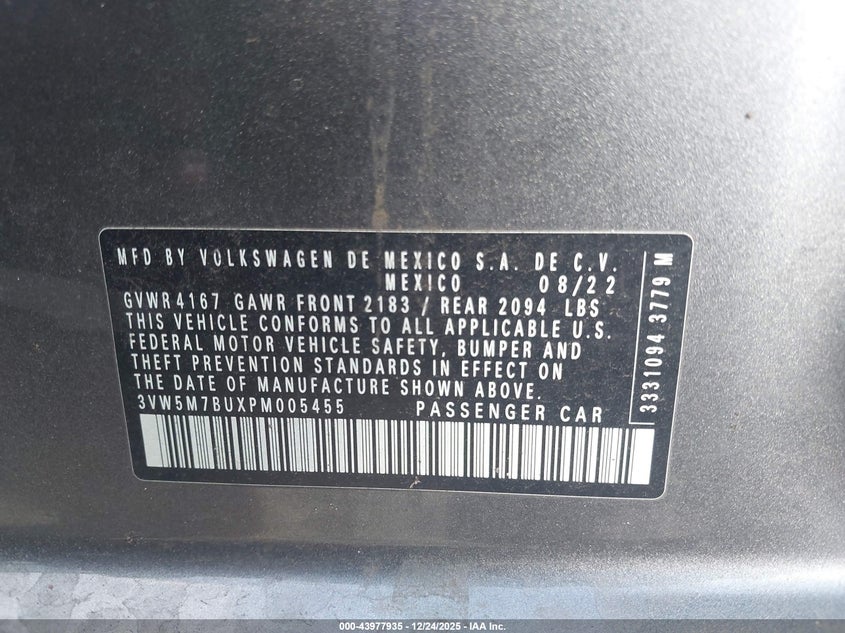 MFD BY VOLKSWAGEN DE MEXICO S.A. DE C.V.
MEXICO 08/22
GVWR 4167 GAWR FRONT 2183 / REAR 2094 LBS
THIS VEHICLE CONFORMS TO ALL APPLICABLE U.S.
FEDERAL MOTOR VEHICLE SAFETY, BUMPER AND
THEFT PREVENTION STANDARDS IN EFFECT ON
THE DATE OF MANUFACTURE SHOWN ABOVE.
3VW5M7BUXPM005455 PASSENGER CAR
3331094 3779 M
000-43977935 - 12/24/2025 - IAA Inc.